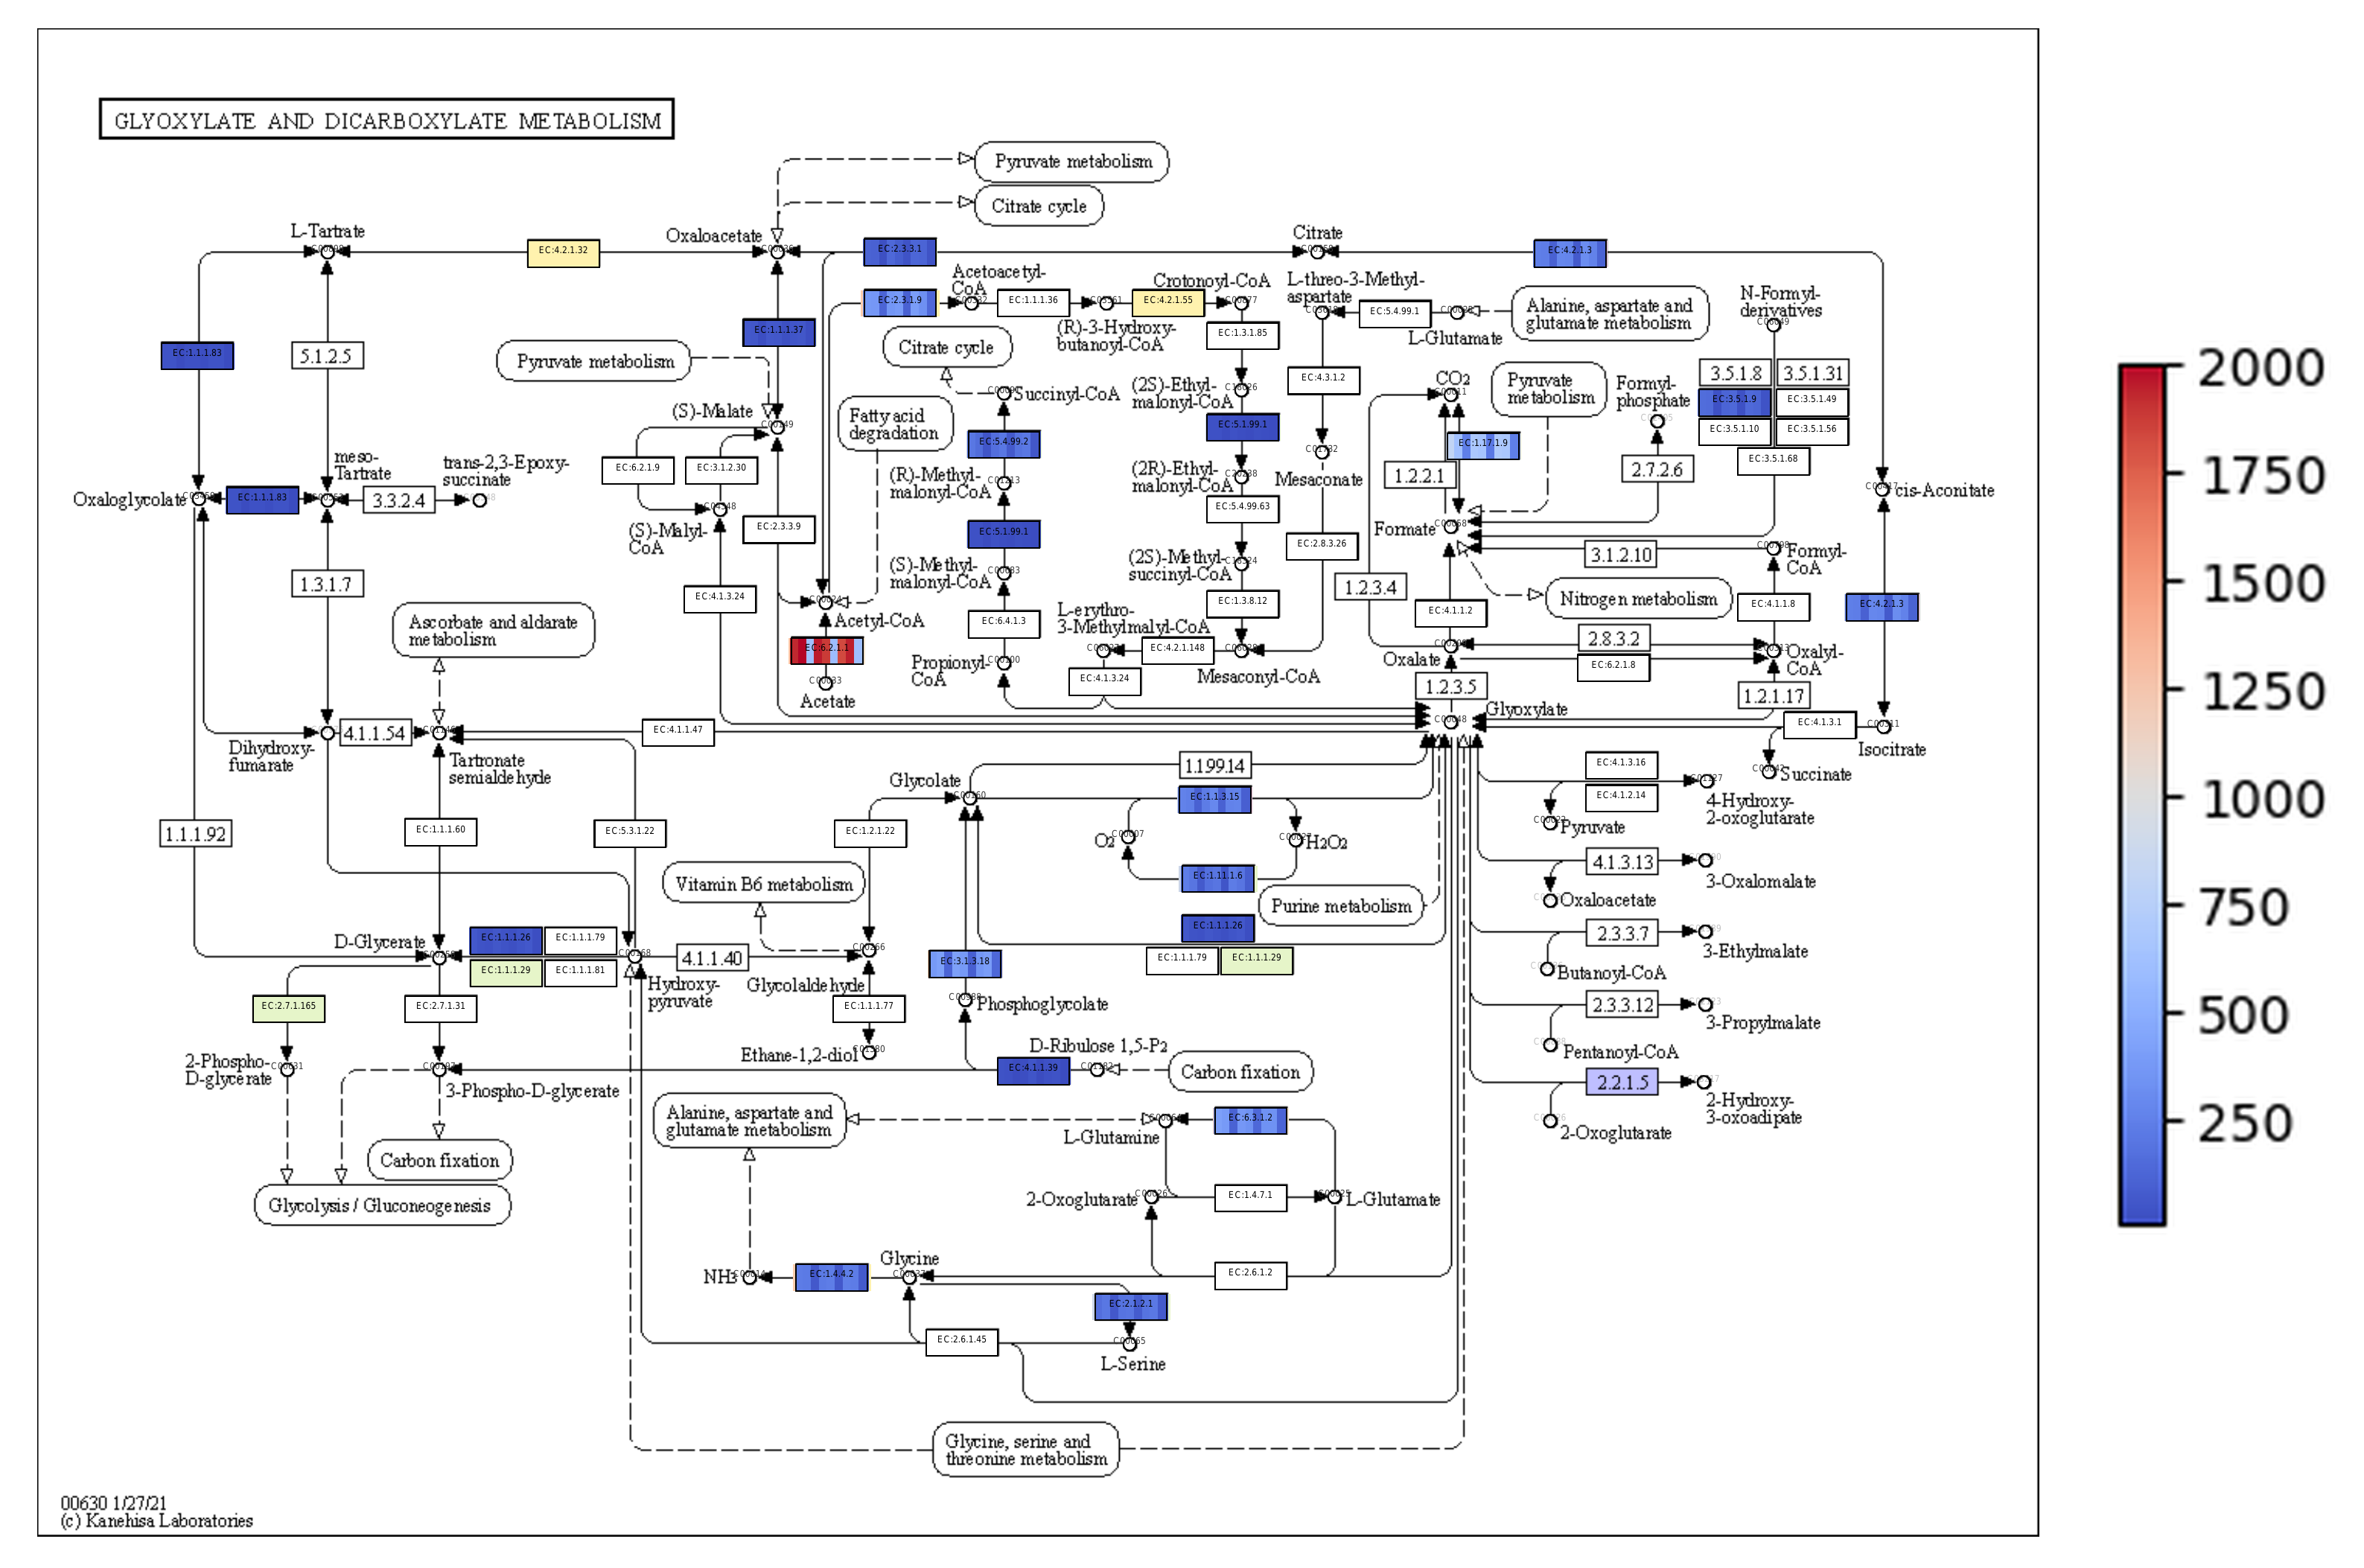 GLYOXYLATE AND DICARBOXYLATE METABOLISM
Pyruvate metabolism
Citrate cycle
L-Tartrate
EC:4.2.1.32
Oxaloacetate
EC:2.3.3.1
Citrate
EC:4.2.1.3
Acetoacetyl-
CoA
EC:2.3.1.9
EC:1.1.1.36
Crotonoyl-CoA
EC:4.2.1.55
(R)-3-Hydroxy-
butanoyl-CoA
L-threo-3-Methyl-
aspartate
EC:5.4.99.1
L-Glutamate
Alanine, aspartate and
glutamate metabolism
N-Formyl-
derivatives
EC:1.1.1.83
5.1.2.5
EC:1.1.1.37
Pyruvate metabolism
Citrate cycle
EC:1.3.1.85
(S)-Malate
Fatty acid
degradation
Succinyl-CoA
(2S)-Ethyl-
malonyl-CoA
EC:4.3.1.2
CO2
Pyruvate
metabolism
Formyl-
phosphate
3.5.1.8
3.5.1.31
EC:3.5.1.9
EC:3.5.1.49
EC:3.5.1.10
EC:3.5.1.56
EC:3.5.1.68
EC:5.4.99.2
EC:5.1.99.1
EC:1.17.1.9
1.2.2.1
2.7.2.6
meso-
Tartrate
trans-2,3-Epoxy-
succinate
EC:6.2.1.9
EC:3.1.2.30
(R)-Methyl-
malonyl-CoA
(2R)-Ethyl-
malonyl-CoA
Mesaconate
cis-Aconitate
Oxaloglycolate
EC:1.1.1.83
3.3.2.4
(S)-Malyl-
CoA
EC:2.3.3.9
EC:5.1.99.1
EC:5.4.99.63
EC:2.8.3.26
Formate
3.1.2.10
Formyl-
CoA
1.3.1.7
EC:4.1.3.24
(S)-Methyl-
malonyl-CoA
(2S)-Methyl-
succinyl-CoA
1.2.3.4
Nitrogen metabolism
EC:4.1.1.2
EC:4.1.1.8
EC:4.2.1.3
Ascorbate and aldarate
metabolism
Acetyl-CoA
EC:6.2.1.1
EC:6.4.1.3
EC:1.3.8.12
L-erythro-
3-Methylmalyl-CoA
EC:4.2.1.148
2.8.3.2
EC:6.2.1.8
Oxalate
Oxalyl-
CoA
Acetate
Propionyl-
CoA
EC:4.1.3.24
Mesaconyl-CoA
1.2.3.5
1.2.1.17
Glyoxylate
EC:4.1.3.1
Isocitrate
Succinate
Dihydroxy-
fumarate
4.1.1.54
Tartronate
semialdehyde
EC:4.1.1.47
Glycolate
1.1.99.14
EC:1.1.3.15
EC:4.1.3.16
EC:4.1.2.14
4-Hydroxy-
2-oxoglutarate
Pyruvate
1.1.1.92
EC:1.1.1.60
EC:5.3.1.22
EC:1.2.1.22
O2
H2O2
EC:1.11.1.6
4.1.3.13
3-Oxalomalate
Oxaloacetate
Vitamin B6 metabolism
Purine metabolism
D-Glycerate
EC:1.1.1.26
EC:1.1.1.79
EC:1.1.1.29
EC:1.1.1.81
4.1.1.40
EC:1.1.1.26
EC:1.1.1.79
EC:1.1.1.29
2.3.3.7
3-Ethylmalate
Butanoyl-CoA
EC:3.1.3.18
Hydroxy-
pyruvate
Glycolaldehyde
Phosphoglycolate
EC:2.7.1.165
EC:2.7.1.31
EC:1.1.1.77
2.3.3.12
3-Propylmalate
Pentanoyl-CoA
2-Phospho-
D-glycerate
Ethane-1,2-diol
D-Ribulose 1,5-P2
EC:4.1.1.39
Carbon fixation
3-Phospho-D-glycerate
2.2.1.5
2-Hydroxy-
3-oxoadipate
2-Oxoglutarate
Alanine, aspartate and
glutamate metabolism
EC:6.3.1.2
L-Glutamine
Carbon fixation
Glycolysis / Gluconeogenesis
2-Oxoglutarate
EC:1.4.7.1
L-Glutamate
NH3
EC:1.4.4.2
Glycine
EC:2.6.1.2
EC:2.1.2.1
EC:2.6.1.45
L-Serine
Glycine, serine and
threonine metabolism
00630 1/27/21
(c) Kanehisa Laboratories
2000
1750
1500
1250
1000
750
500
250